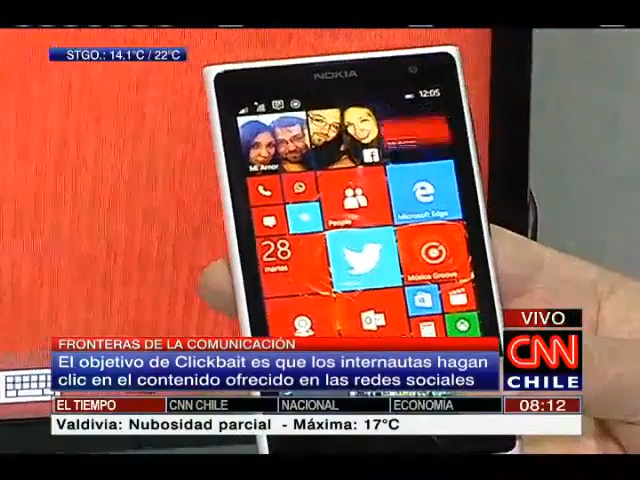 STGO.: 14,1°C / 22°C
NOKIA
12:05
Mi Amor
People
Microsoft Edge
28
martes
Música Groove
VIVO
FRONTERAS DE LA COMUNICACIÓN
El objetivo de Clickbait es que los internautas hagan
clic en el contenido ofrecido en las redes sociales
CNN
CHILE
EL TIEMPO CNN CHILE NACIONAL ECONOMÍA 08:12
Valdivia: Nubosidad parcial - Máxima: 17°C